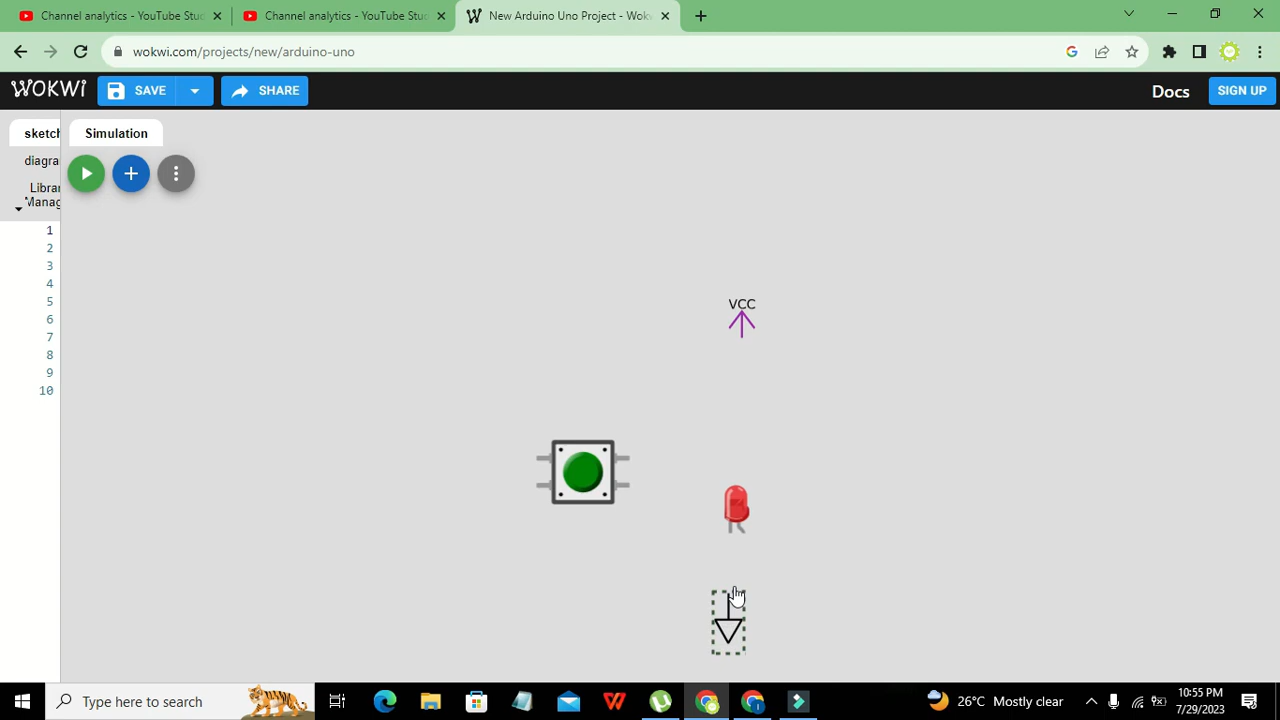 Channel analytics - YouTube Stu
Channel analytics - YouTube Stu
New Arduino Uno Project - Wok
wokwi.com/projects/new/arduino-uno
WOKWI
SAVE
SHARE
Docs
SIGN UP
sketch
Simulation
diagra
Librar
Manag
1
2
3
4
5
6
7
8
9
10
VCC
Type here to search
26°C Mostly clear
10:55 PM
7/29/2023